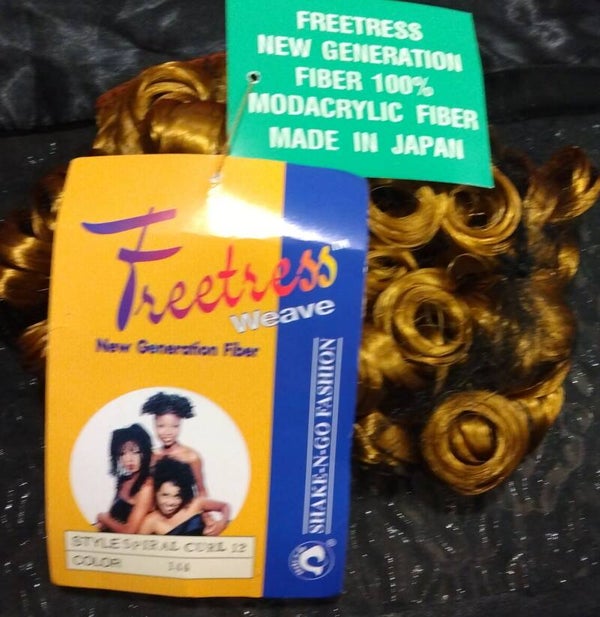 FREETRESS
NEW GENERATION
FIBER 100%
MODACRYLIC FIBER
MADE IN JAPAN
Freetress™
Weave
New Generation Fiber
SHAKE-N-GO FASHION
STYLE SPIRAL CURL 12
COLOR